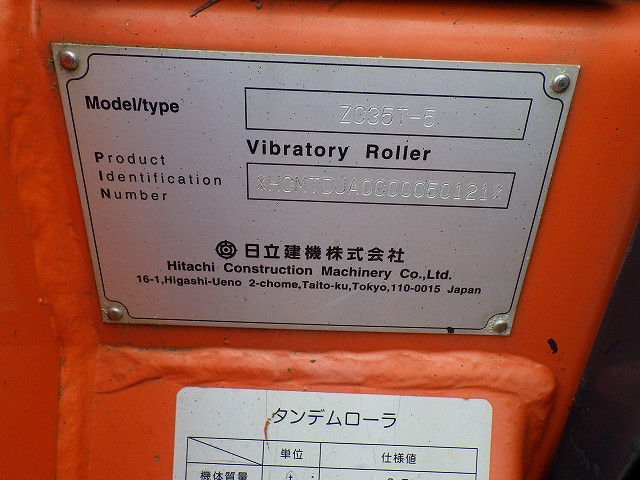 Model/type
ZC35T-5
Vibratory Roller
Product
Identification
Number
日立建機株式会社
Hitachi Construction Machinery Co.,Ltd.
16-1,Higashi-Ueno 2-chome,Taito-ku,Tokyo,110-0015 Japan
タンデムローラ
単位 仕様値
機体質量 t